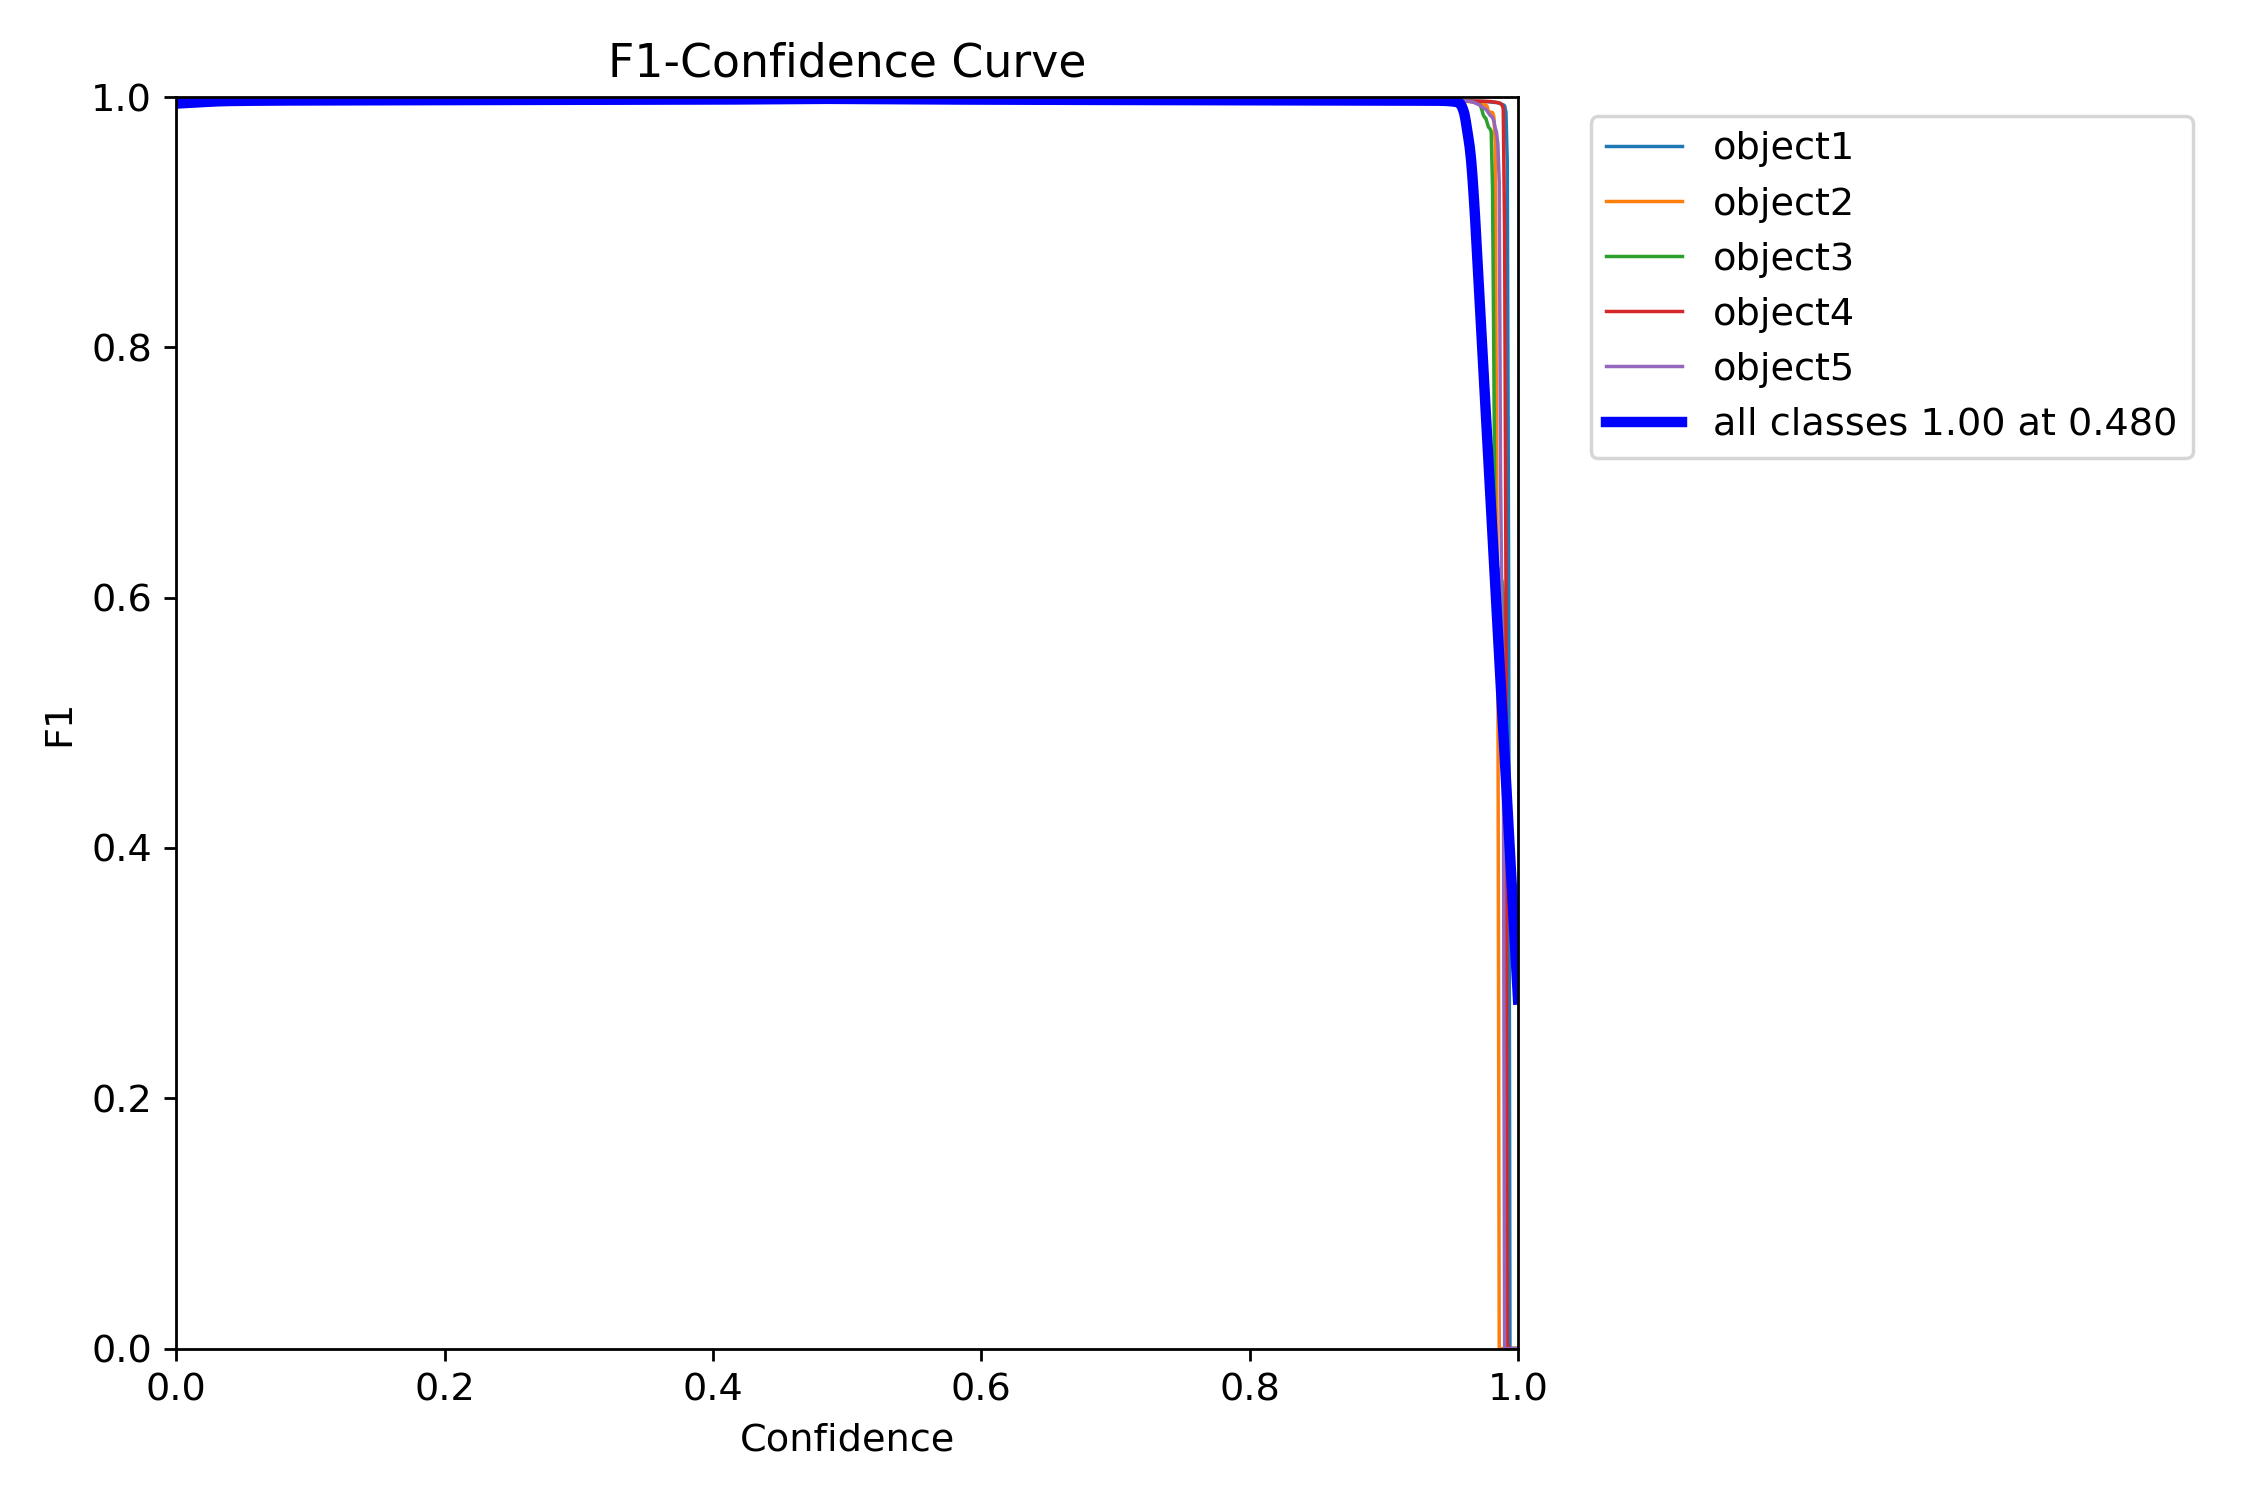 F1-Confidence Curve
1.0
0.8
0.6
0.4
0.2
0.0
F1
0.0 0.2 0.4 0.6 0.8 1.0
Confidence
object1
object2
object3
object4
object5
all classes 1.00 at 0.480